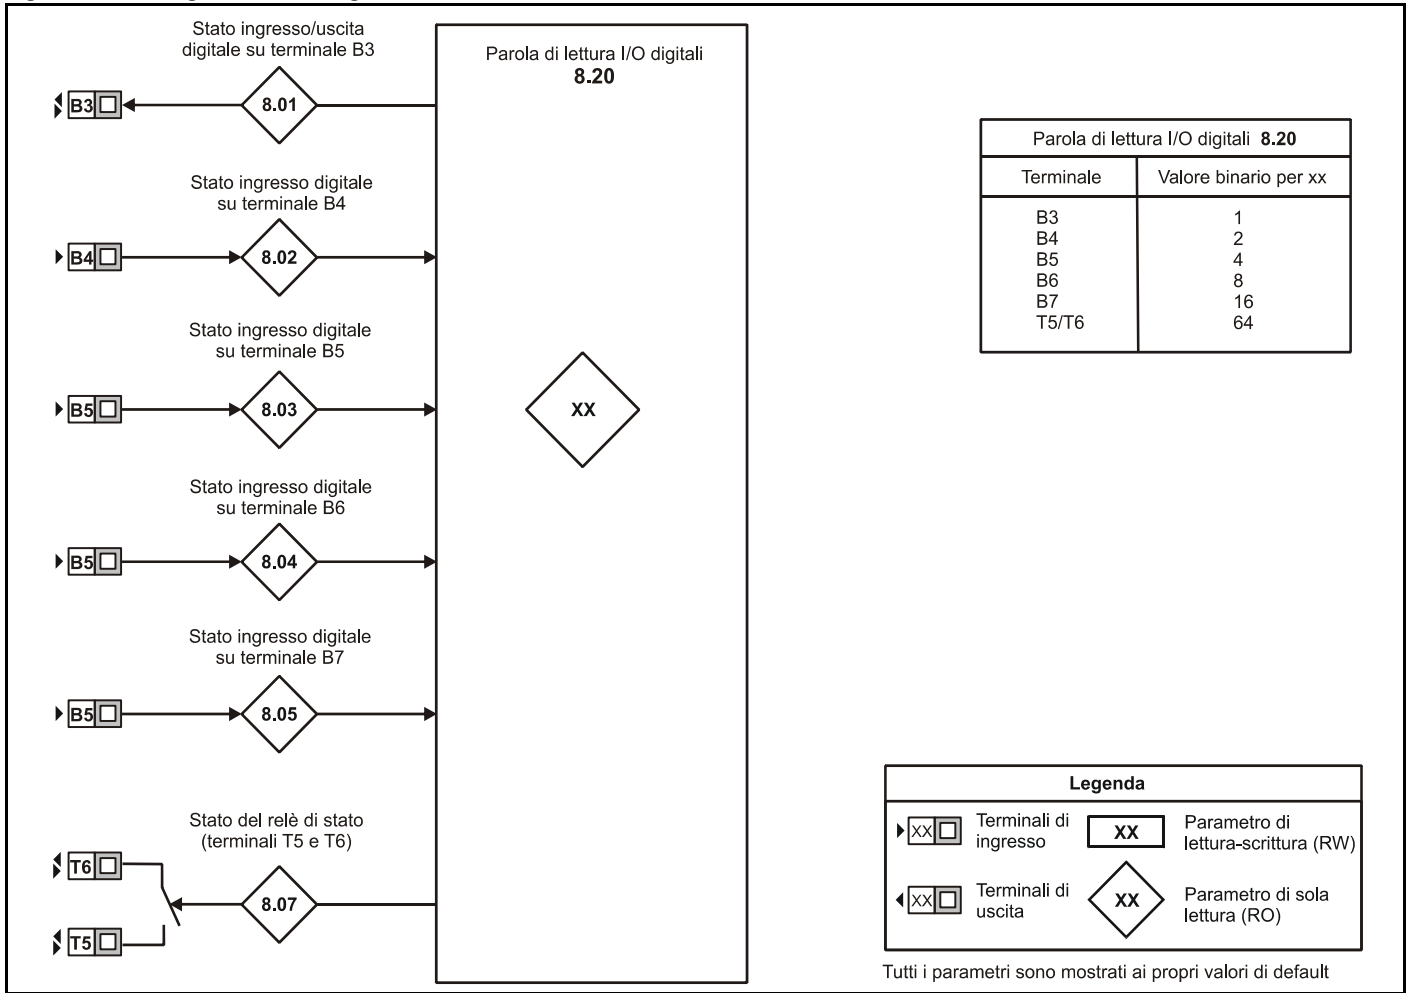 Stato ingresso/uscita
digitale su terminale B3
B3
8.01
Stato ingresso digitale
su terminale B4
B4
8.02
Stato ingresso digitale
su terminale B5
B5
8.03
Stato ingresso digitale
su terminale B6
B5
8.04
Stato ingresso digitale
su terminale B7
B5
8.05
Stato del relè di stato
(terminali T5 e T6)
T6
8.07
T5
Parola di lettura I/O digitali
8.20
XX
Parola di lettura I/O digitali 8.20
Terminale Valore binario per xx
B3 1
B4 2
B5 4
B6 8
B7 16
T5/T6 64
Legenda
XX
Terminali di
ingresso
XX
Parametro di
lettura-scrittura (RW)
XX
Terminali di
uscita
XX
Parametro di sola
lettura (RO)
Tutti i parametri sono mostrati ai propri valori di default